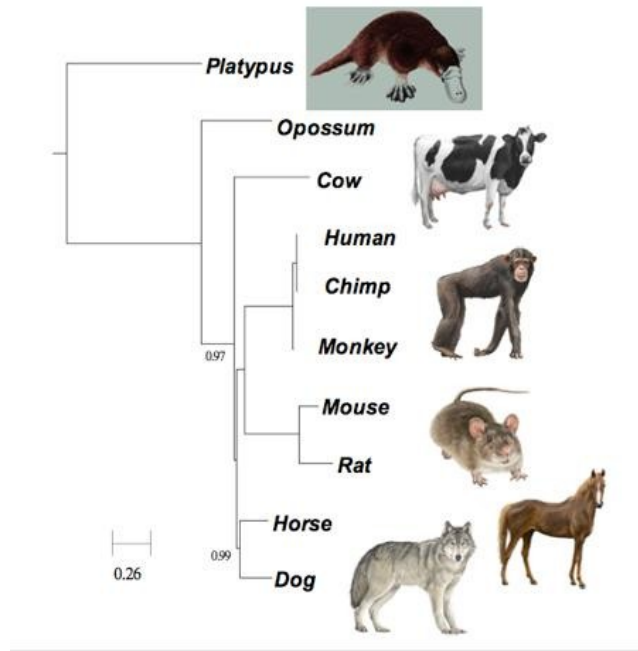 Platypus
Opossum
Cow
Human
Chimp
Monkey
0.97
Mouse
Rat
Horse
0.99
0.26
Dog